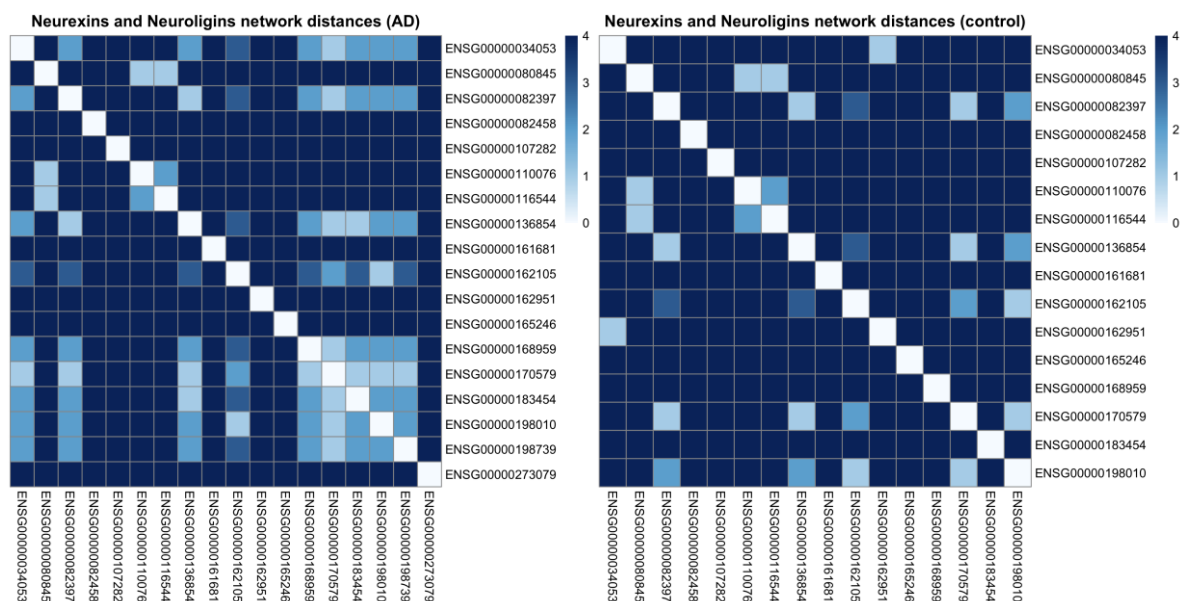 Neurexins and Neuroligins network distances (AD)
4
3
2
1
0
ENSG00000034053
ENSG00000080845
ENSG00000082397
ENSG00000082458
ENSG00000107282
ENSG00000110076
ENSG00000116544
ENSG00000136854
ENSG00000161681
ENSG00000162105
ENSG00000162951
ENSG00000165246
ENSG00000168959
ENSG00000170579
ENSG00000183454
ENSG00000198010
ENSG00000198739
ENSG00000273079
ENSG00000034053
ENSG00000080845
ENSG00000082397
ENSG00000082458
ENSG00000107282
ENSG00000110076
ENSG00000116544
ENSG00000136854
ENSG00000161681
ENSG00000162105
ENSG00000162951
ENSG00000165246
ENSG00000168959
ENSG00000170579
ENSG00000183454
ENSG00000198010
ENSG00000198739
ENSG00000273079
Neurexins and Neuroligins network distances (control)
4
3
2
1
0
ENSG00000034053
ENSG00000080845
ENSG00000082397
ENSG00000082458
ENSG00000107282
ENSG00000110076
ENSG00000116544
ENSG00000136854
ENSG00000161681
ENSG00000162105
ENSG00000162951
ENSG00000165246
ENSG00000168959
ENSG00000170579
ENSG00000183454
ENSG00000198010
ENSG00000034053
ENSG00000080845
ENSG00000082397
ENSG00000082458
ENSG00000107282
ENSG00000110076
ENSG00000116544
ENSG00000136854
ENSG00000161681
ENSG00000162105
ENSG00000162951
ENSG00000165246
ENSG00000168959
ENSG00000170579
ENSG00000183454
ENSG00000198010